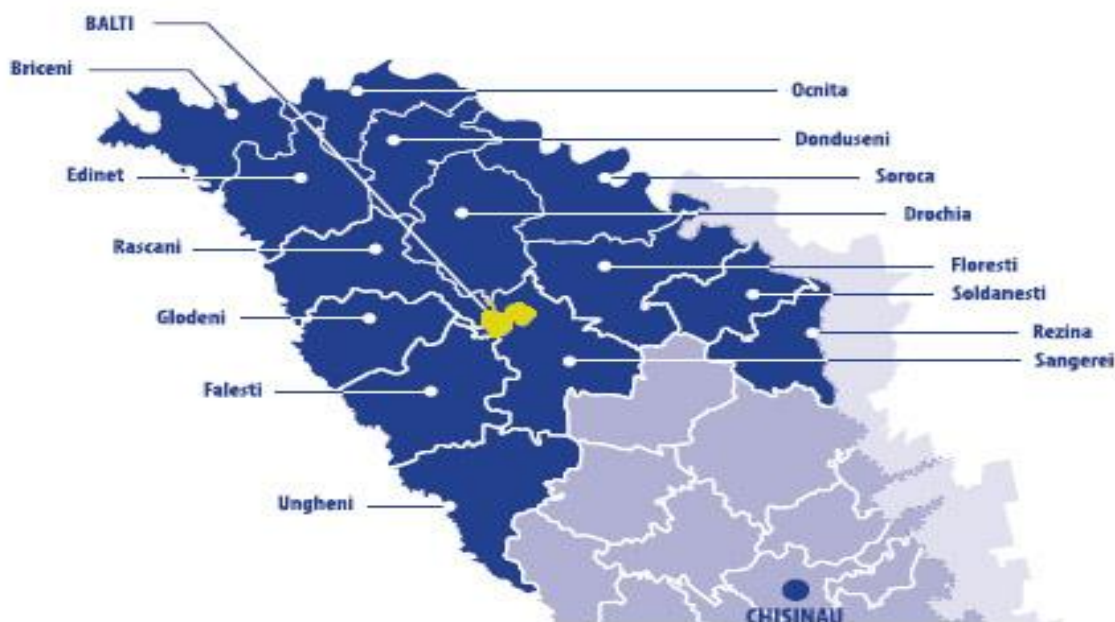 BALTI
Briceni
Ocnita
Donduseni
Edinet
Soroca
Drochia
Rascani
Floresti
Soldanesti
Glodeni
Rezina
Sangerei
Falesti
Ungheni
CHISINAU